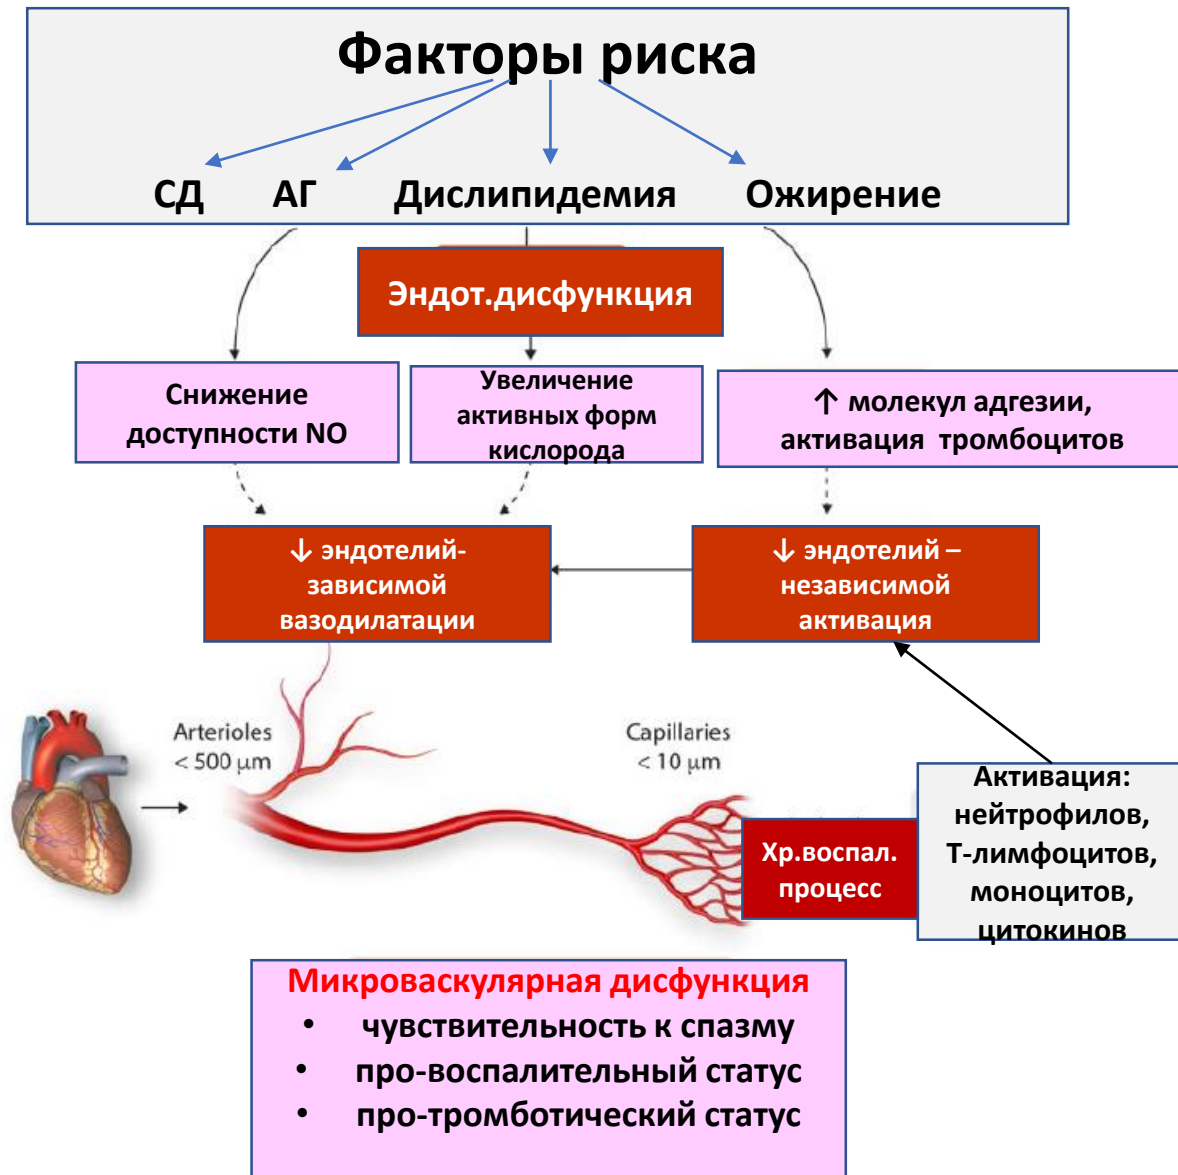 Факторы риска
СД АГ Дислипидемия Ожирение
Эндот.дисфункция
Снижение
доступности NO
Увеличение
активных форм
кислорода
↑ молекул адгезии,
активация тромбоцитов
↓ эндотелий-
зависимой
вазодилатации
↓ эндотелий –
независимой
активация
Arterioles
< 500 µm
Capillaries
< 10 µm
Хр.воспал.
процесс
Активация:
нейтрофилов,
Т-лимфоцитов,
моноцитов,
цитокинов
Микроваскулярная дисфункция
• чувствительность к спазму
• про-воспалительный статус
• про-тромботический статус